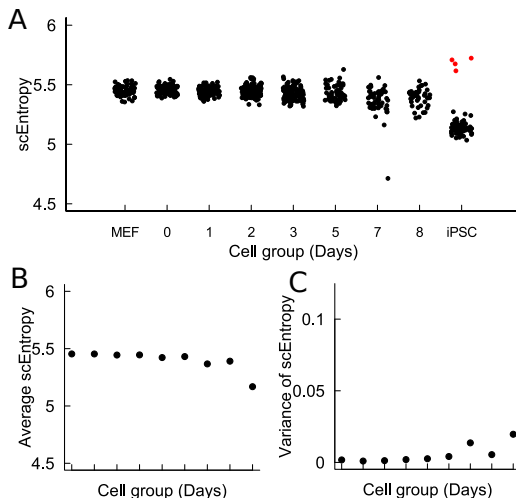 A
6
5.5
5
4.5
scEntropy
MEF 0 1 2 3 5 7 8 iPSC
Cell group (Days)
B
6
5.5
5
4.5
Average scEntropy
Cell group (Days)
C
0.1
0.05
0
Variance of scEntropy
Cell group (Days)